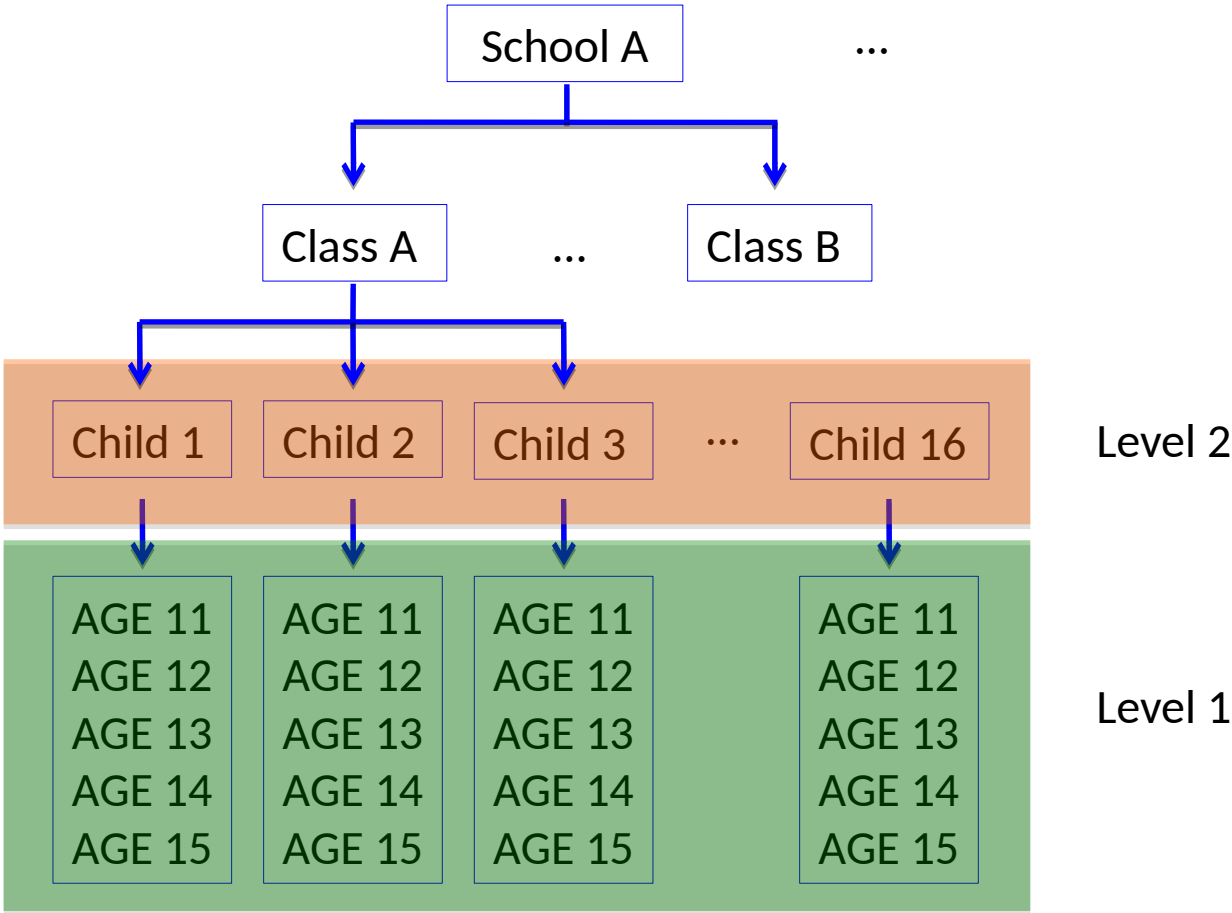 School A ...
Class A ... Class B
Child 1 Child 2 Child 3 ... Child 16 Level 2
AGE 11 AGE 11 AGE 11 AGE 11
AGE 12 AGE 12 AGE 12 AGE 12
AGE 13 AGE 13 AGE 13 AGE 13
Level 1
AGE 14 AGE 14 AGE 14 AGE 14
AGE 15 AGE 15 AGE 15 AGE 15